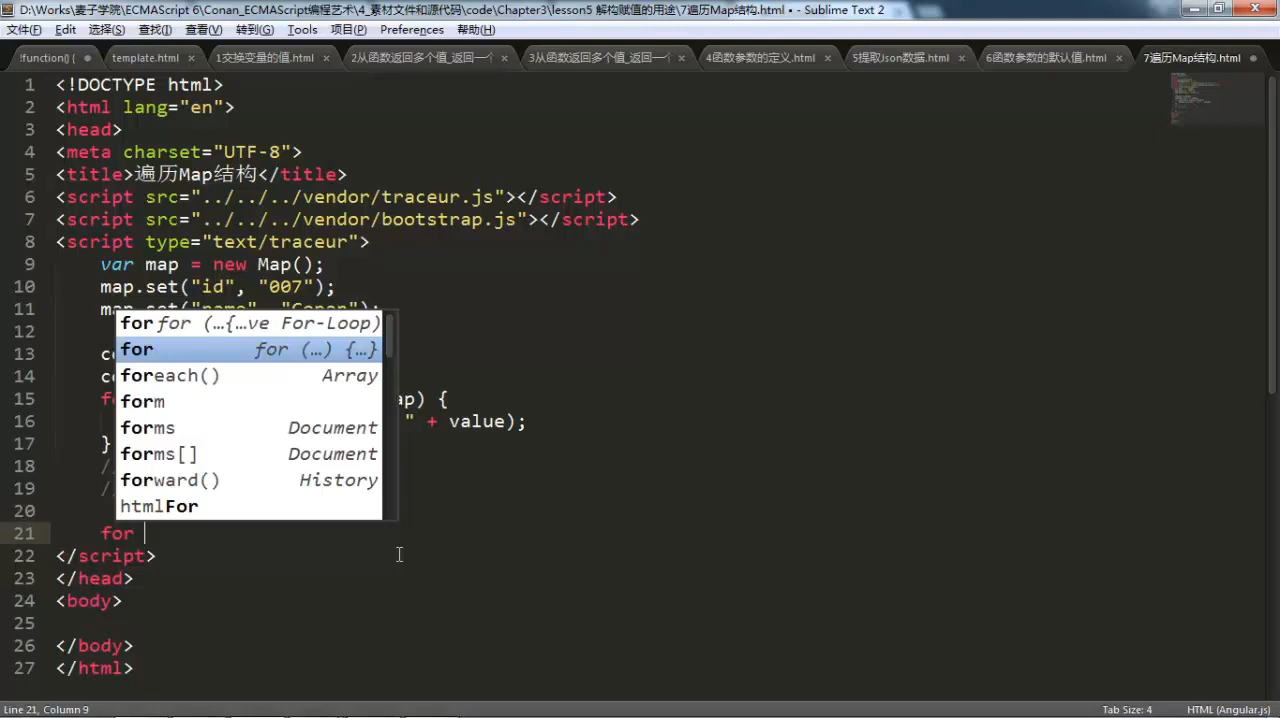 D:\Works\麦子学院\ECMAScript 6\Conan_ECMAScript编程艺术\4_素材文件和源代码\code\Chapter3\lesson5 解构赋值的用途\7遍历Map结构.html • - Sublime Text 2
文件(F) Edit 选择(S) 查找(I) 查看(V) 转到(G) Tools 项目(P) Preferences 帮助(H)
!function() { template.html × 1交换变量的值.html × 2从函数返回多个值_返回一个 × 3从函数返回多个值_返回一 × 4函数参数的定义.html × 5提取Json数据.html × 6函数参数的默认值.html × 7遍历Map结构.html
1 <!DOCTYPE html>
2 <html lang="en">
3 <head>
4 <meta charset="UTF-8">
5 <title>遍历Map结构</title>
6 <script src="../../../vendor/traceur.js"></script>
7 <script src="../../../vendor/bootstrap.js"></script>
8 <script type="text/traceur">
9 var map = new Map();
10 map.set("id", "007");
11 map.set("name", "Conan");
12 for for (…{…ve For-Loop)
13 c for for (…) {…}
14 c foreach() Array
15 fo form ap) {
16 forms Document " + value);
17 } forms[] Document
18 / forward() History
19 / htmlFor
20
21 for
22 </script>
23 </head>
24 <body>
25
26 </body>
27 </html>
Line 21, Column 9 Tab Size: 4 HTML (Angular.js)